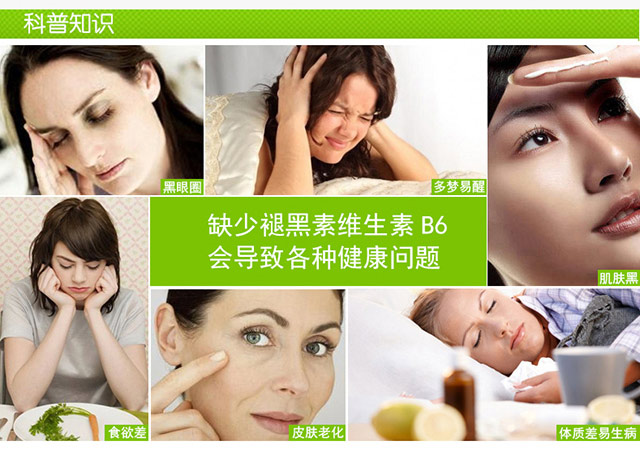 科普知识
黑眼圈
多梦易醒
肌肤黑
缺少褪黑素维生素 B6
会导致各种健康问题
食欲差
皮肤老化
体质差易生病